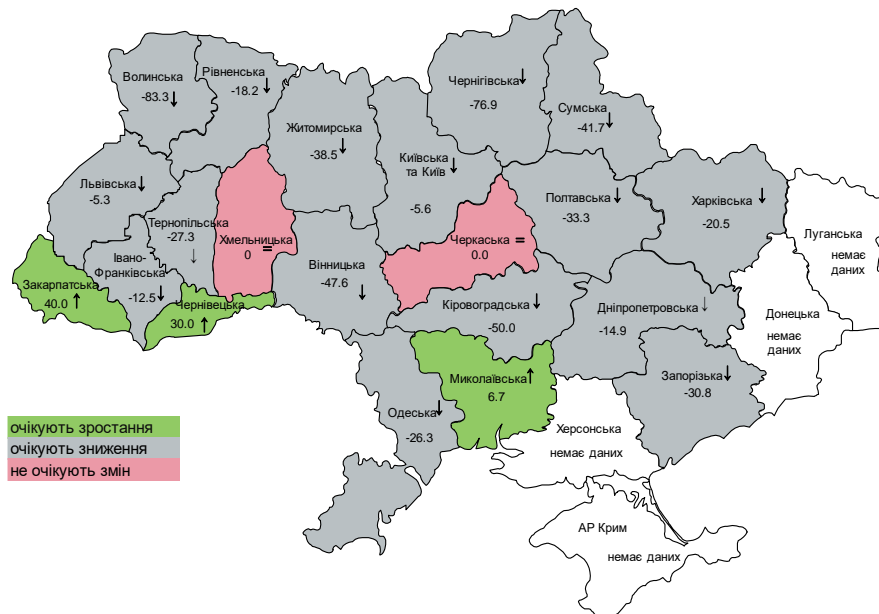 Волинська
-83.3 ↓
Рівненська
-18.2 ↓
Житомирська
-38.5 ↓
Київська
та Київ ↓
-5.6
Чернігівська ↓
-76.9
Сумська
-41.7 ↓
Львівська ↓
-5.3
Тернопільська
-27.3
↓
Хмельницька
0 =
Вінницька
-47.6 ↓
Черкаська =
0.0
Полтавська ↓
-33.3
Харківська ↓
-20.5
Луганська
немає
даних
Закарпатська
40.0 ↑
Івано-
Франківська
-12.5 ↓
Чернівецька
30.0 ↑
Кіровоградська ↓
-50.0
Дніпропетровська ↓
-14.9
Донецька
немає
даних
Запорізька ↓
-30.8
Миколаївська ↑
6.7
Одеська ↓
-26.3
Херсонська
немає даних
АР Крим
немає даних
очікують зростання
очікують зниження
не очікують змін